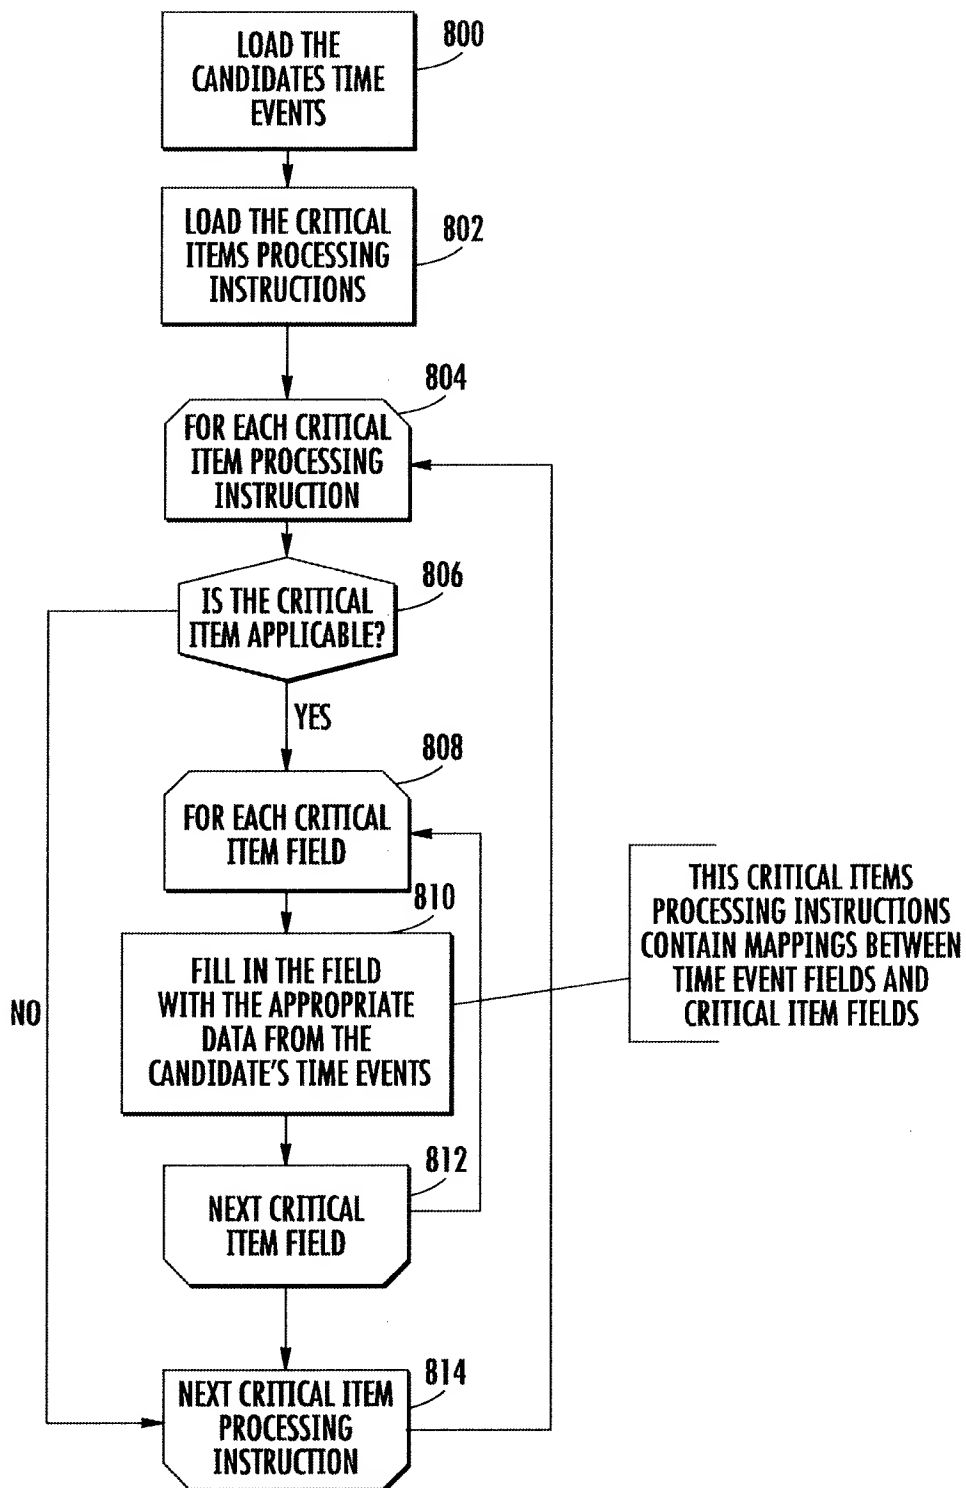 LOAD THE
CANDIDATES TIME
EVENTS
800
LOAD THE CRITICAL
ITEMS PROCESSING
INSTRUCTIONS
802
804
FOR EACH CRITICAL
ITEM PROCESSING
INSTRUCTION
806
IS THE CRITICAL
ITEM APPLICABLE?
YES
808
FOR EACH CRITICAL
ITEM FIELD
810
FILL IN THE FIELD
WITH THE APPROPRIATE
DATA FROM THE
CANDIDATE'S TIME EVENTS
THIS CRITICAL ITEMS
PROCESSING INSTRUCTIONS
CONTAIN MAPPINGS BETWEEN
TIME EVENT FIELDS AND
CRITICAL ITEM FIELDS
NO
812
NEXT CRITICAL
ITEM FIELD
814
NEXT CRITICAL ITEM
PROCESSING
INSTRUCTION